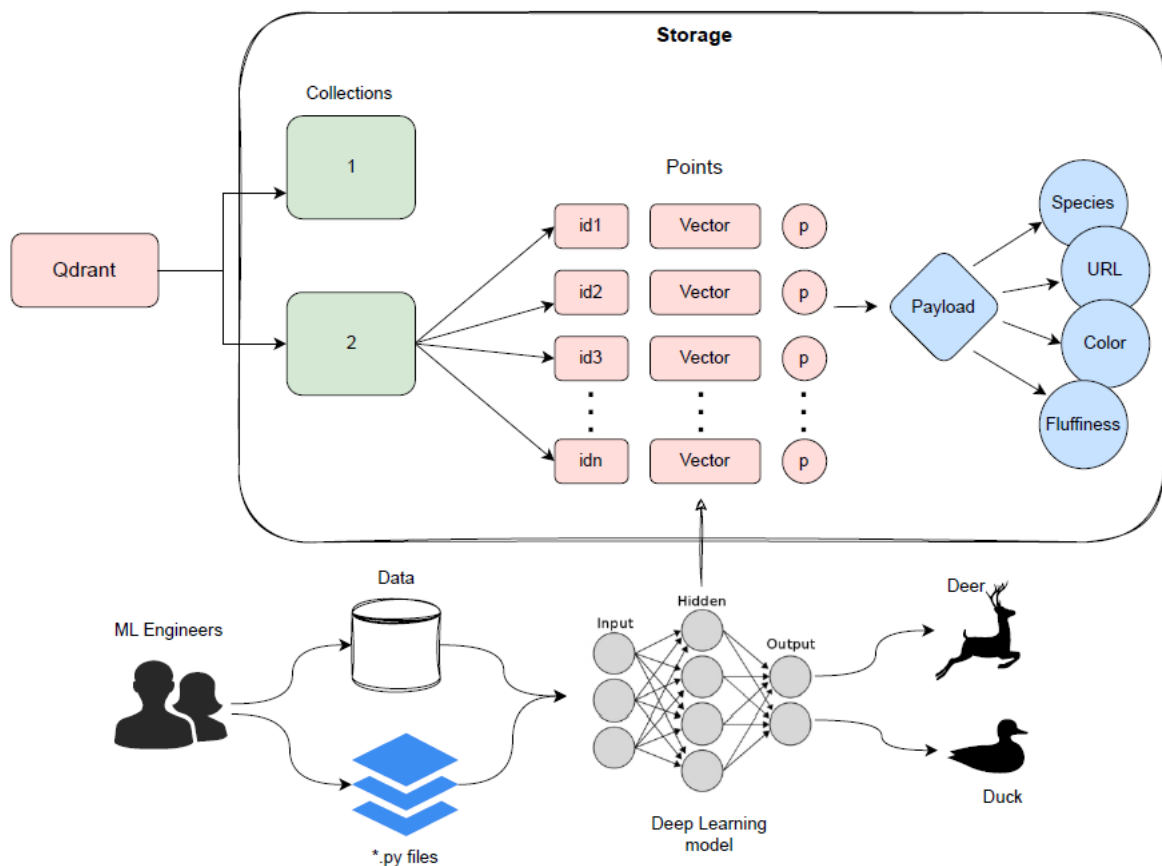 Storage
Collections
1
Points
Species
id1 Vector p
Qdrant
URL
id2 Vector p
Payload
2
Color
id3 Vector p
Fluffiness
idn Vector p
Data
Deer
Hidden
ML Engineers
Input
Output
Duck
Deep Learning
model
*.py files